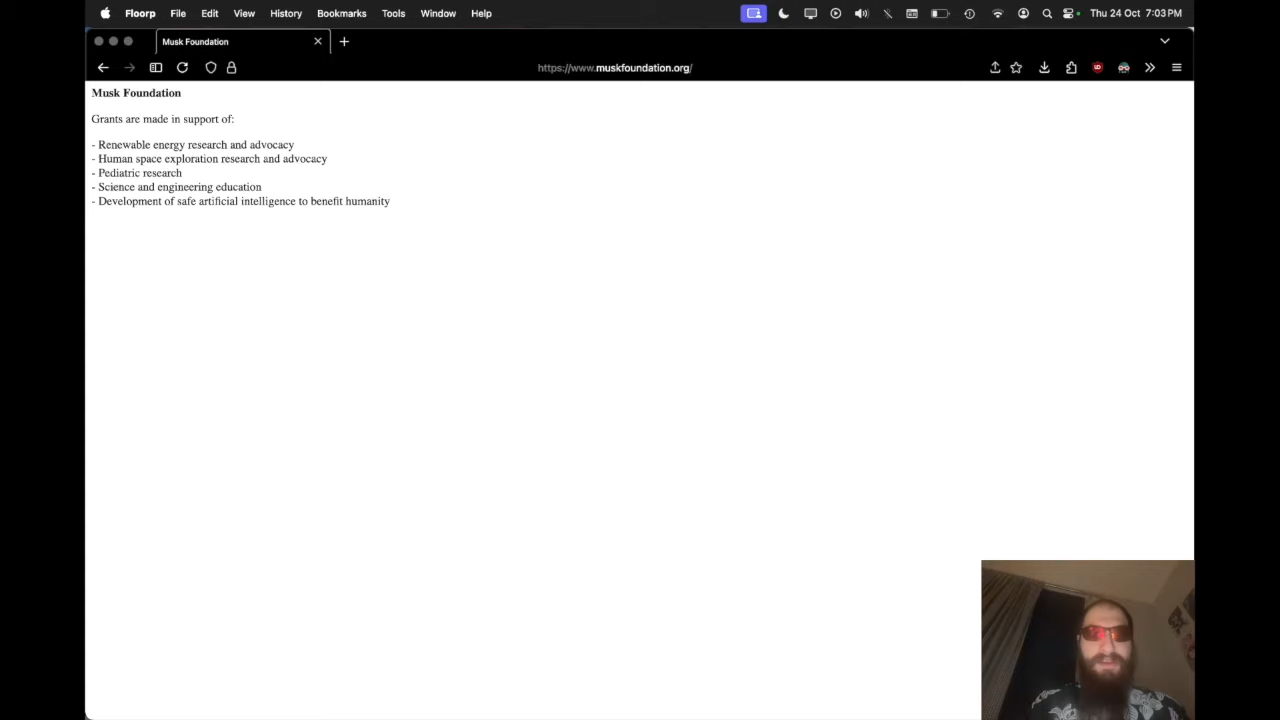 Floorp File Edit View History Bookmarks Tools Window Help Thu 24 Oct 7:03 PM
Musk Foundation
https://www.muskfoundation.org/
Musk Foundation
Grants are made in support of:
- Renewable energy research and advocacy
- Human space exploration research and advocacy
- Pediatric research
- Science and engineering education
- Development of safe artificial intelligence to benefit humanity